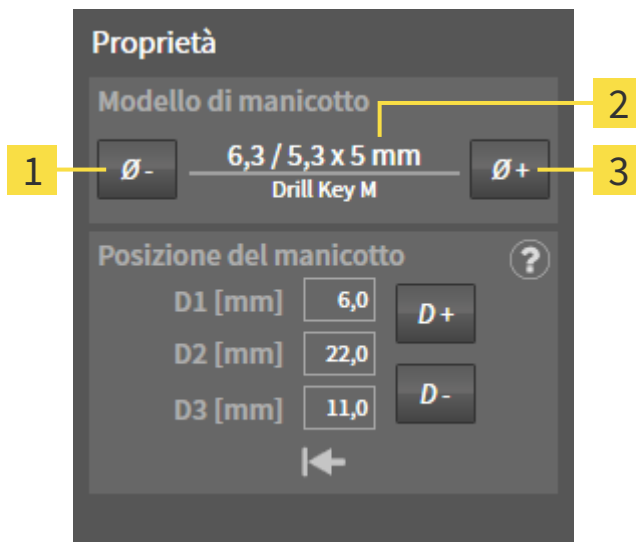 Proprietà
Modello di manicotto
2
1
Ø -
6,3 / 5,3 x 5 mm
Ø +
3
Drill Key M
Posizione del manicotto
?
D1 [mm]
6,0
D +
D2 [mm]
22,0
D3 [mm]
11,0
D -